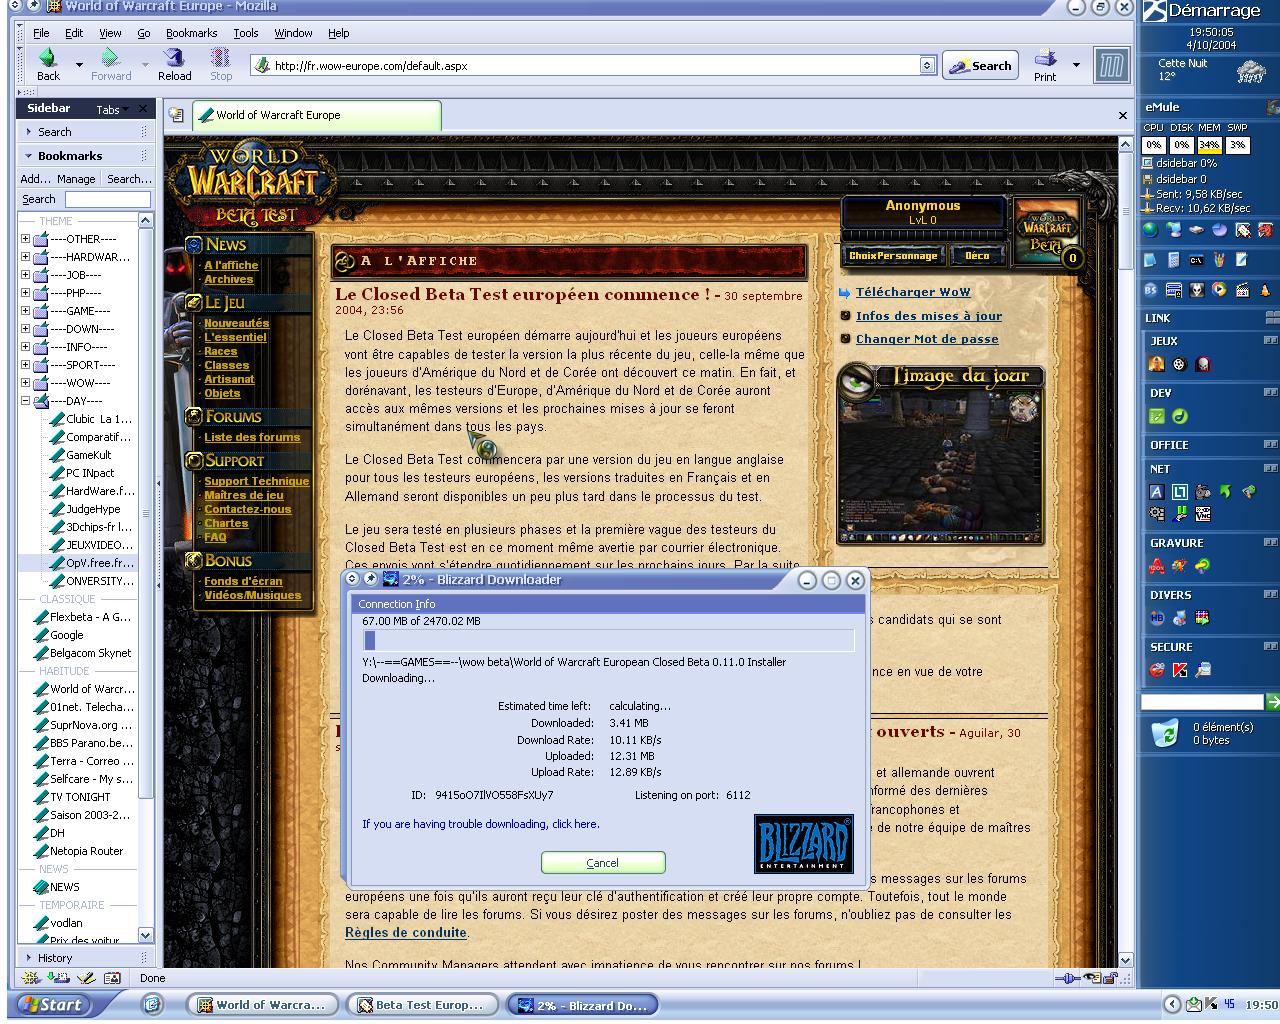 World of Warcraft Europe - Mozilla
File Edit View Go Bookmarks Tools Window Help
Back Forward Reload Stop
http://fr.wow-europe.com/default.aspx
Search
Print
Sidebar Tabs
Search
Bookmarks
Add... Manage Search...
Search
THEME
----OTHER----
----HARDWAR...
----JOB----
----PHP----
----GAME----
----DOWN----
----INFO----
----SPORT----
----WOW----
----DAY----
Clubic La 1...
Comparatif...
GameKult
PC INpact
HardWare.f...
JudgeHype
3Dchips-fr l...
JEUXVIDEO...
OpV.free.fr...
ONVERSITY...
CLASSIQUE
Flexbeta - A G...
Google
Belgacom Skynet
HABITUDE
World of Warcr...
01net. Telecha...
SuprNova.org ...
BBS Parano.be...
Terra - Correo ...
Selfcare - My s...
TV TONIGHT
Saison 2003-2...
DH
Netopia Router
NEWS
NEWS
TEMPORAIRE
vodlan
Prix des voitur
History
World of Warcraft Europe
WORLD
WARCRAFT
BETA TEST
NEWS
A l'affiche
Archives
LE JEU
Nouveautés
L'essentiel
Races
Classes
Artisanat
Objets
FORUMS
Liste des forums
SUPPORT
Support Technique
Maîtres de jeu
Contactez-nous
Chartes
FAQ
BONUS
Fonds d'écran
Vidéos/Musiques
A L'AFFICHE
Le Closed Beta Test européen commence ! - 30 septembre
2004, 23:56
Le Closed Beta Test européen démarre aujourd'hui et les joueurs européens
vont être capables de tester la version la plus récente du jeu, celle-la même que
les joueurs d'Amérique du Nord et de Corée ont découvert ce matin. En fait, et
dorénavant, les testeurs d'Europe, d'Amérique du Nord et de Corée auront
accès aux mêmes versions et les prochaines mises à jour se feront
simultanément dans tous les pays.
Le Closed Beta Test commencera par une version du jeu en langue anglaise
pour tous les testeurs européens, les versions traduites en Français et en
Allemand seront disponibles un peu plus tard dans le processus du test.
Le jeu sera testé en plusieurs phases et la première vague des testeurs du
Closed Beta Test est en ce moment même avertie par courrier électronique.
Ces envois vont s'étendre quotidiennement sur les prochains jours. Par la suite
s candidats qui se sont
nce en vue de votre
ouverts - Aguilar, 30
s
et allemande ouvrent
nformé des dernières
francophones et
e de notre équipe de maîtres
s messages sur les forums
européens une fois qu'ils auront reçu leur clé d'authentification et créé leur propre compte. Toutefois, tout le monde
sera capable de lire les forums. Si vous désirez poster des messages sur les forums, n'oubliez pas de consulter les
Règles de conduite.
Nos Community Managers attendent avec impatience de vous rencontrer sur nos forums !
Anonymous
LvL 0
ChoixPersonnage Déco
WORLD
WARCRAFT
BETA
0
Télécharger WoW
Infos des mises à jour
Changer Mot de passe
L'image du jour
2% - Blizzard Downloader
Connection Info
67.00 MB of 2470.02 MB
Y:\--==GAMES==--\wow beta\World of Warcraft European Closed Beta 0.11.0 Installer
Downloading...
Estimated time left: calculating...
Downloaded: 3.41 MB
Download Rate: 10.11 KB/s
Uploaded: 12.31 MB
Upload Rate: 12.89 KB/s
ID: 9415oO7IlVO558FsXUy7 Listening on port: 6112
If you are having trouble downloading, click here.
BLIZZARD
ENTERTAINMENT
Cancel
Done
Démarrage
19:50:05
4/10/2004
Cette Nuit
12°
eMule
CPU DISK MEM SWP
0% 0% 34% 3%
dsidebar 0%
dsidebar 0
Sent: 9,58 KB/sec
Recv: 10,62 KB/sec
LINK
JEUX
DEV
OFFICE
NET
GRAVURE
DIVERS
SECURE
0 élément(s)
0 bytes
Start
World of Warcra...
Beta Test Europ...
2% - Blizzard Do...
45 19:50